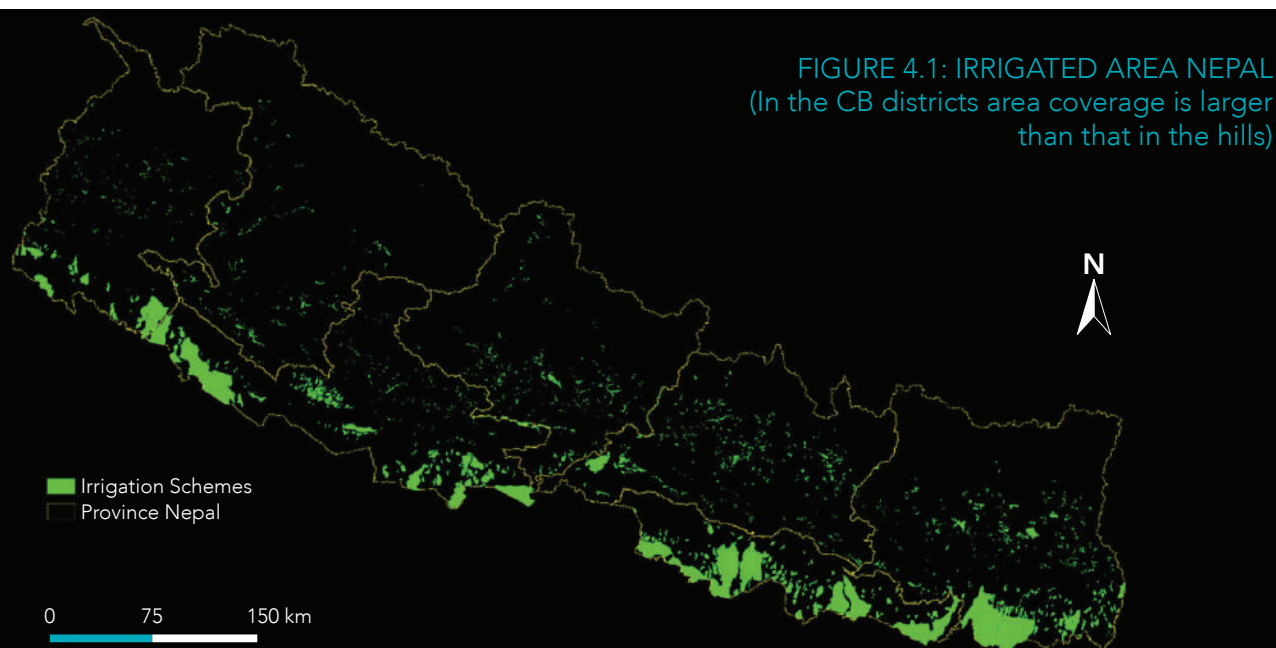 FIGURE 4.1: IRRIGATED AREA NEPAL
(In the CB districts area coverage is larger
than that in the hills)
N
Irrigation Schemes
Province Nepal
0 75 150 km